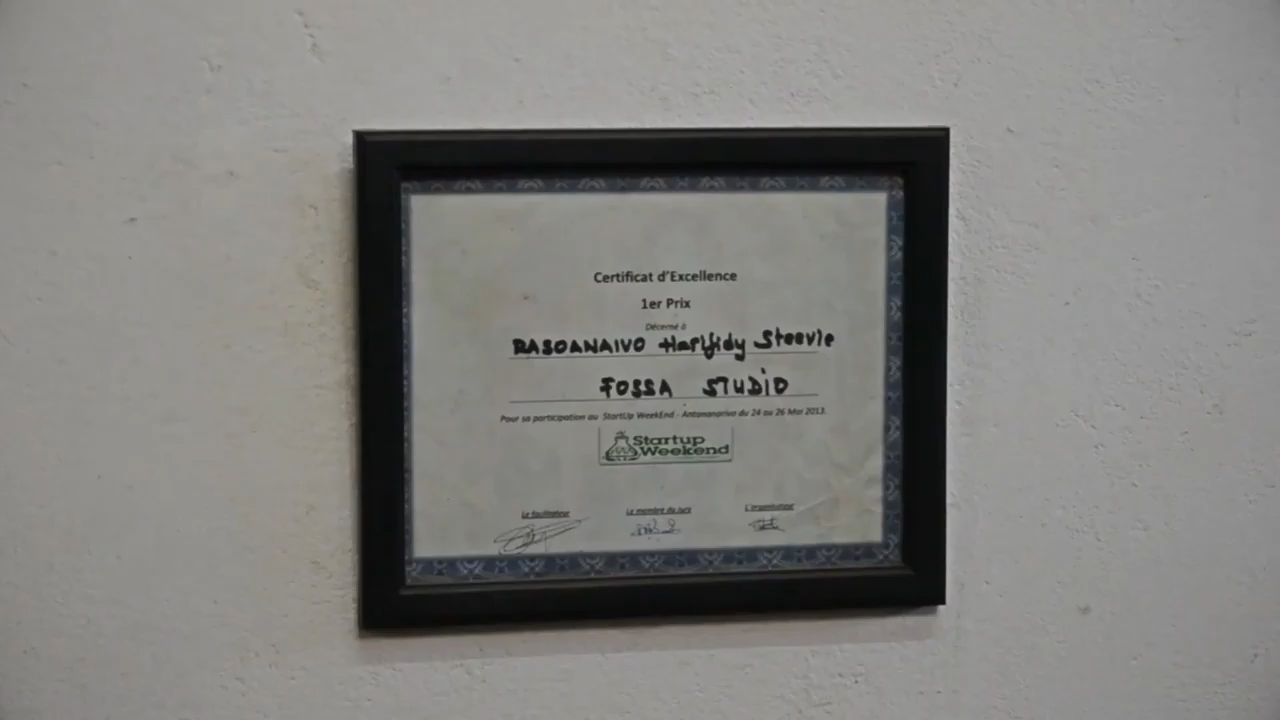 Certificat d'Excellence
1er Prix
Décerné à
RASOANAIVO Harifidy Steevie
FOSSA STUDIO
Pour sa participation au StartUp WeekEnd - Antananarivo du 24 au 26 Mai 2013.
Startup
Weekend
Le facilitateur Le membre du jury L'organisateur